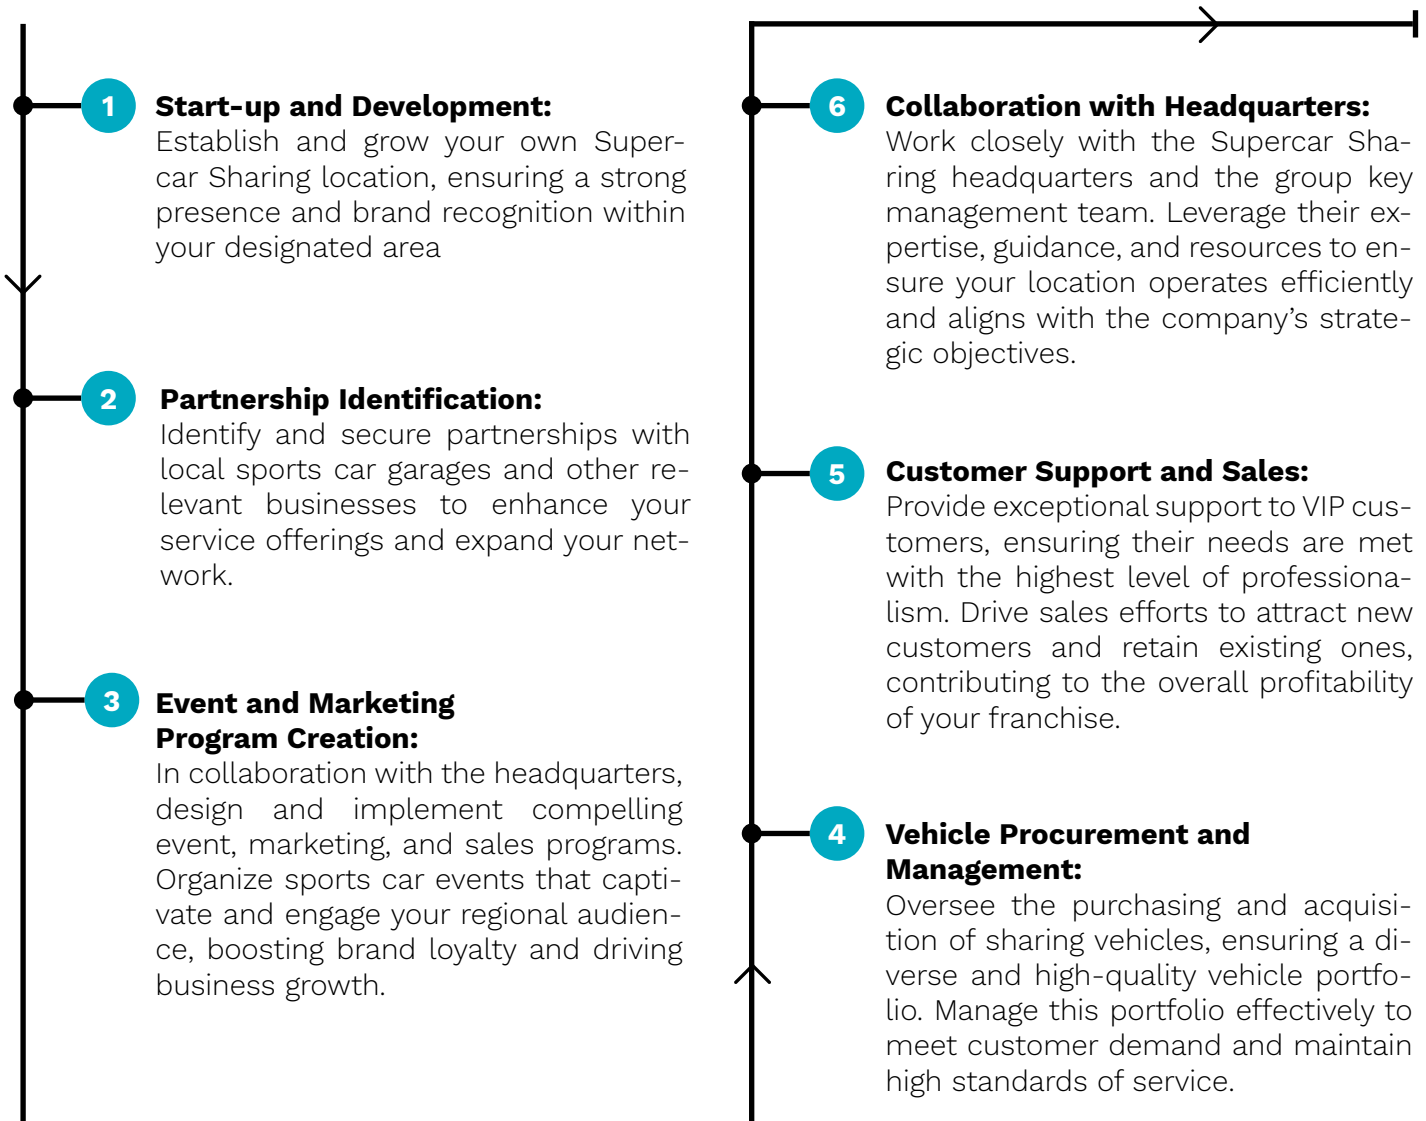 1
Start-up and Development:
Establish and grow your own Super-
car Sharing location, ensuring a strong
presence and brand recognition within
your designated area
2
Partnership Identification:
Identify and secure partnerships with
local sports car garages and other re-
levant businesses to enhance your
service offerings and expand your net-
work.
3
Event and Marketing
Program Creation:
In collaboration with the headquarters,
design and implement compelling
event, marketing, and sales programs.
Organize sports car events that capti-
vate and engage your regional audien-
ce, boosting brand loyalty and driving
business growth.
4
Vehicle Procurement and
Management:
Oversee the purchasing and acquisi-
tion of sharing vehicles, ensuring a di-
verse and high-quality vehicle portfo-
lio. Manage this portfolio effectively to
meet customer demand and maintain
high standards of service.
5
Customer Support and Sales:
Provide exceptional support to VIP cus-
tomers, ensuring their needs are met
with the highest level of professiona-
lism. Drive sales efforts to attract new
customers and retain existing ones,
contributing to the overall profitability
of your franchise.
6
Collaboration with Headquarters:
Work closely with the Supercar Sha-
ring headquarters and the group key
management team. Leverage their ex-
pertise, guidance, and resources to en-
sure your location operates efficiently
and aligns with the company's strate-
gic objectives.